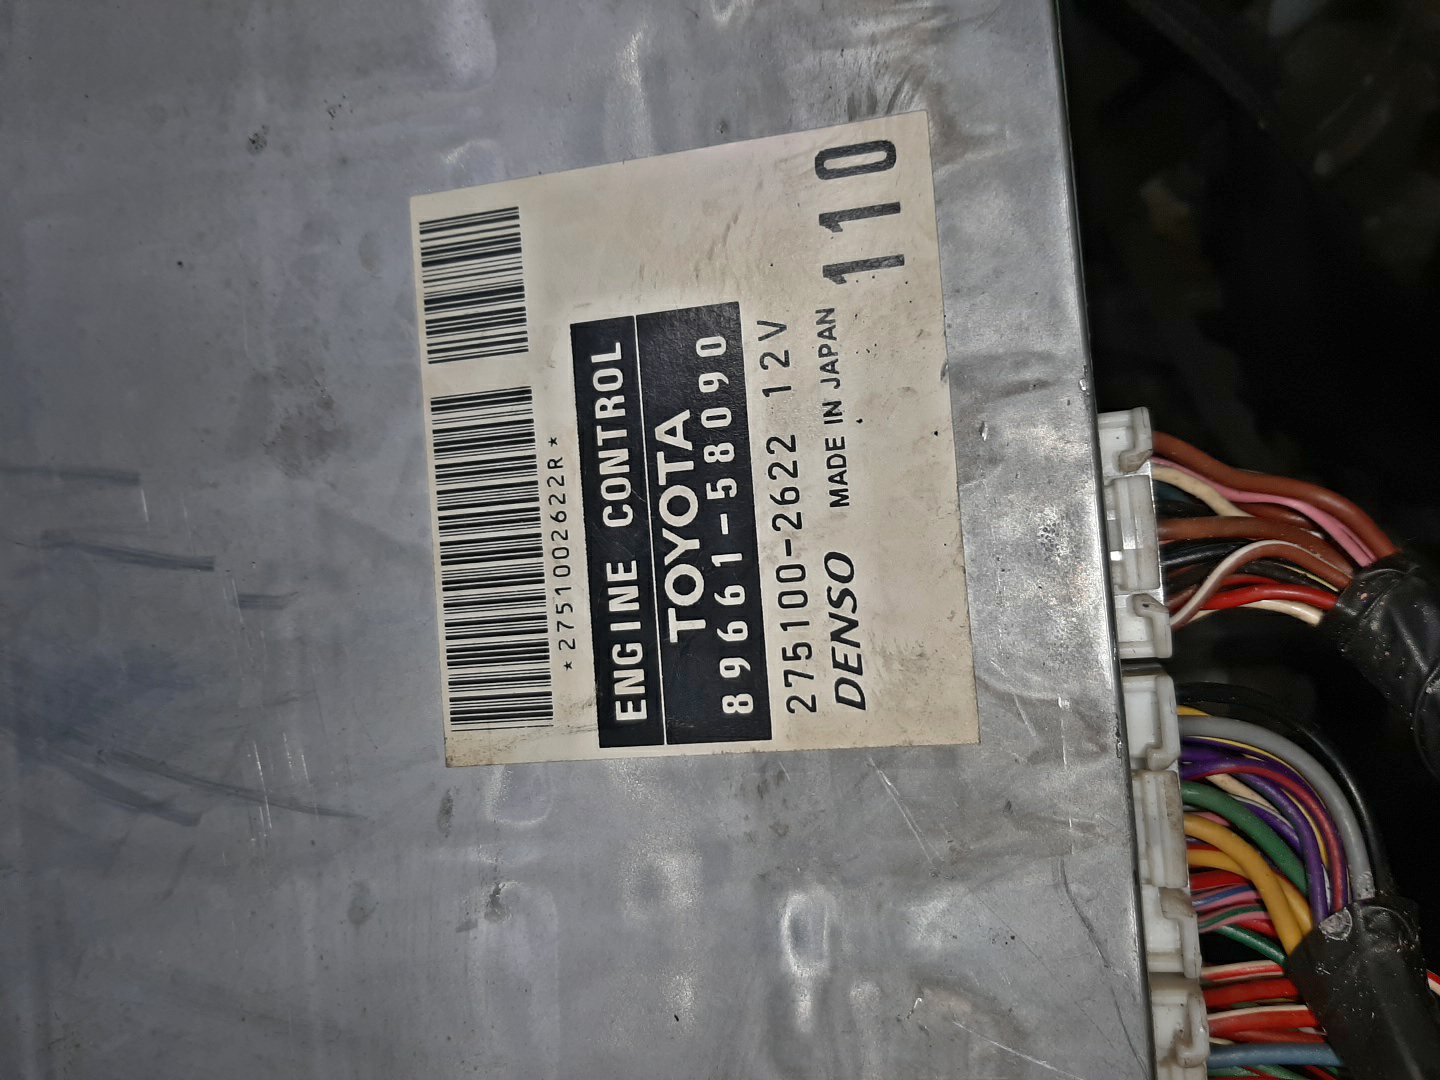 *2751002622R*
ENGINE CONTROL
TOYOTA
89661-58090
275100-2622 12V
DENSO MADE IN JAPAN 110